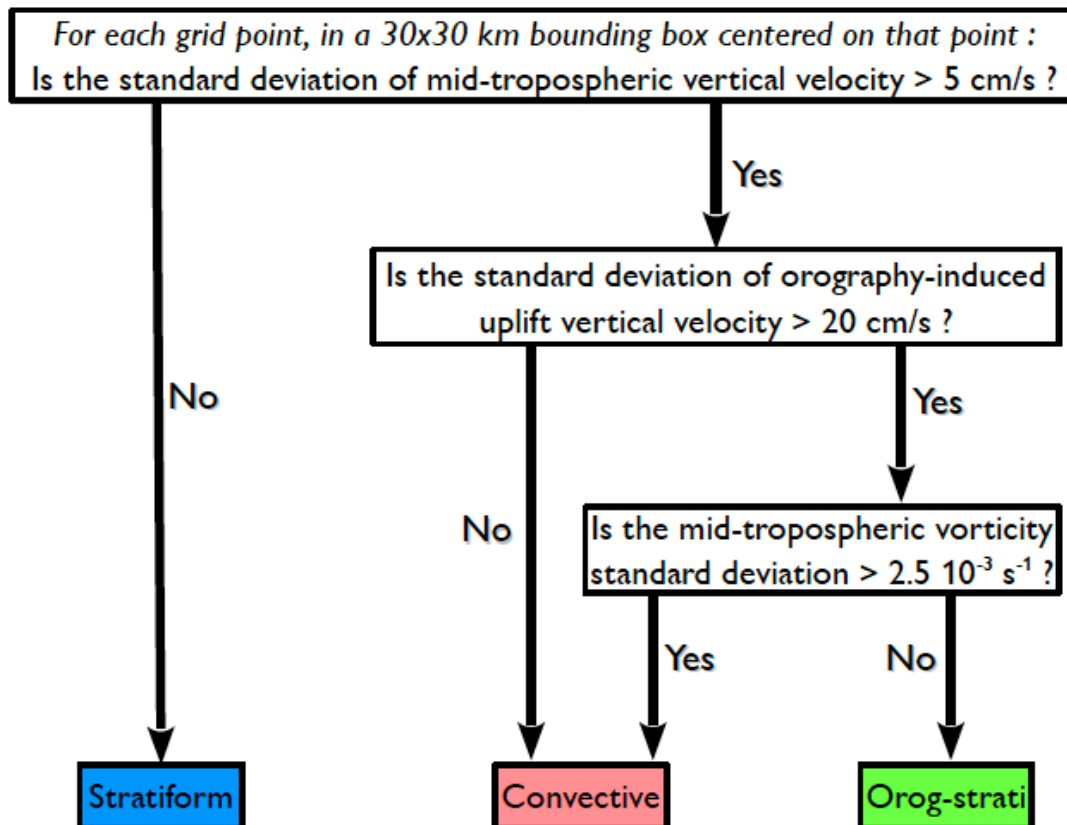 For each grid point, in a 30x30 km bounding box centered on that point :
Is the standard deviation of mid-tropospheric vertical velocity > 5 cm/s ?
Yes
Is the standard deviation of orography-induced
uplift vertical velocity > 20 cm/s ?
No
Yes
No
Is the mid-tropospheric vorticity
standard deviation > 2.5 10⁻³ s⁻¹ ?
Yes
No
Stratiform
Convective
Orog-strati